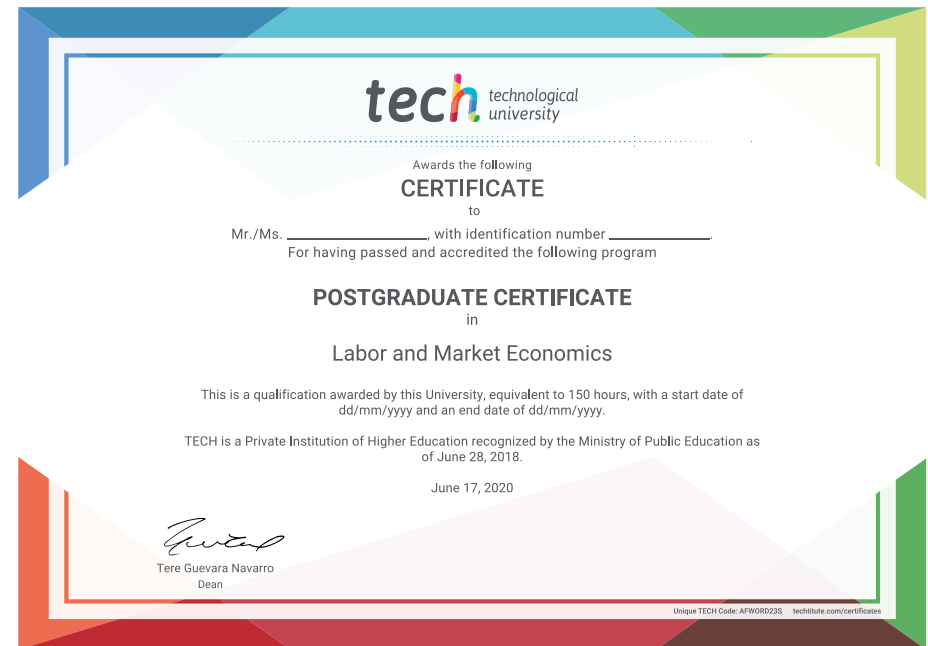 tech technological
university
Awards the following
CERTIFICATE
to
Mr./Ms. ____________________, with identification number ______________.
For having passed and accredited the following program
POSTGRADUATE CERTIFICATE
in
Labor and Market Economics
This is a qualification awarded by this University, equivalent to 150 hours, with a start date of
dd/mm/yyyy and an end date of dd/mm/yyyy.
TECH is a Private Institution of Higher Education recognized by the Ministry of Public Education as
of June 28, 2018.
June 17, 2020
Tere Guevara Navarro
Dean
Unique TECH Code: AFWORD23S techtitute.com/certificates